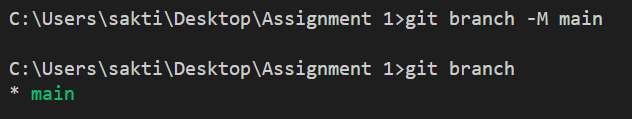 C:\Users\sakti\Desktop\Assignment 1>git branch -M main
C:\Users\sakti\Desktop\Assignment 1>git branch
* main